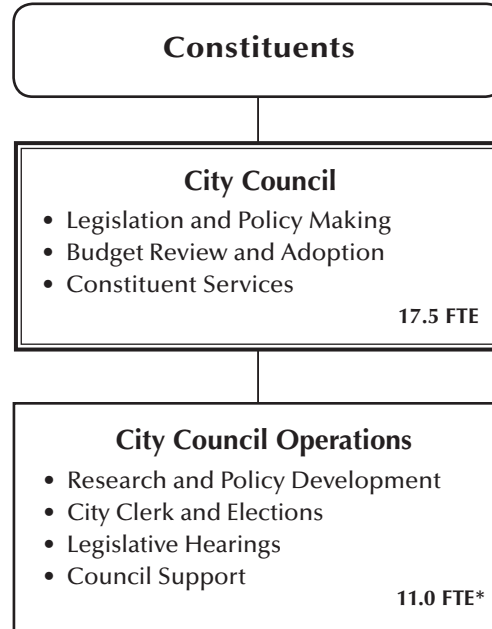 Constituents
City Council
• Legislation and Policy Making
• Budget Review and Adoption
• Constituent Services
17.5 FTE
City Council Operations
• Research and Policy Development
• City Clerk and Elections
• Legislative Hearings
• Council Support
11.0 FTE*